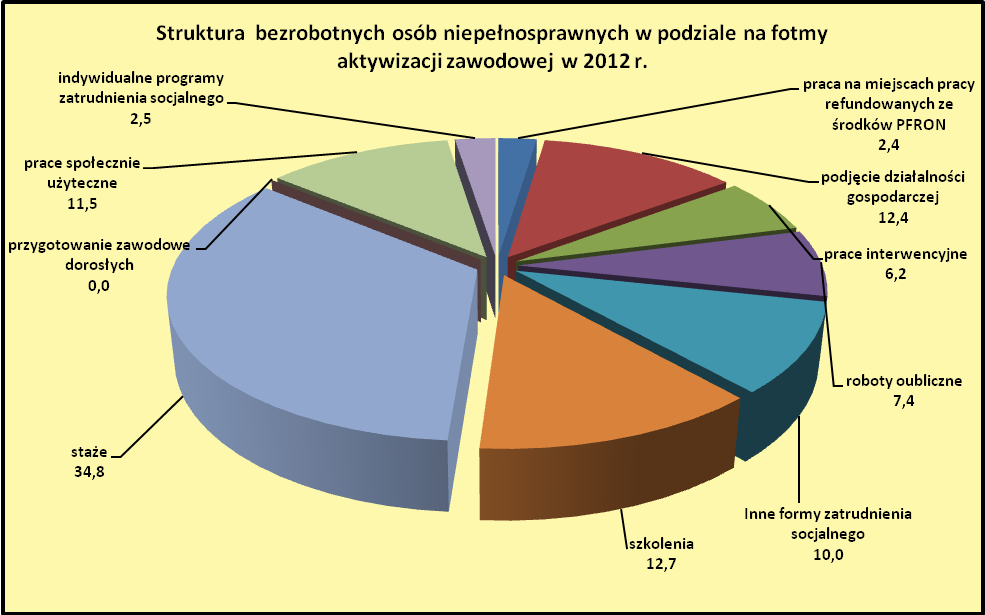 Struktura bezrobotnych osób niepełnosprawnych w podziale na fotmy
aktywizacji zawodowej w 2012 r.
praca na miejscach pracy
refundowanych ze
środków PFRON
2,4
podjęcie działalności
gospodarczej
12,4
prace interwencyjne
6,2
roboty oubliczne
7,4
Inne formy zatrudnienia
socjalnego
10,0
szkolenia
12,7
staże
34,8
przygotowanie zawodowe
dorosłych
0,0
prace społecznie
użyteczne
11,5
indywidualne programy
zatrudnienia socjalnego
2,5